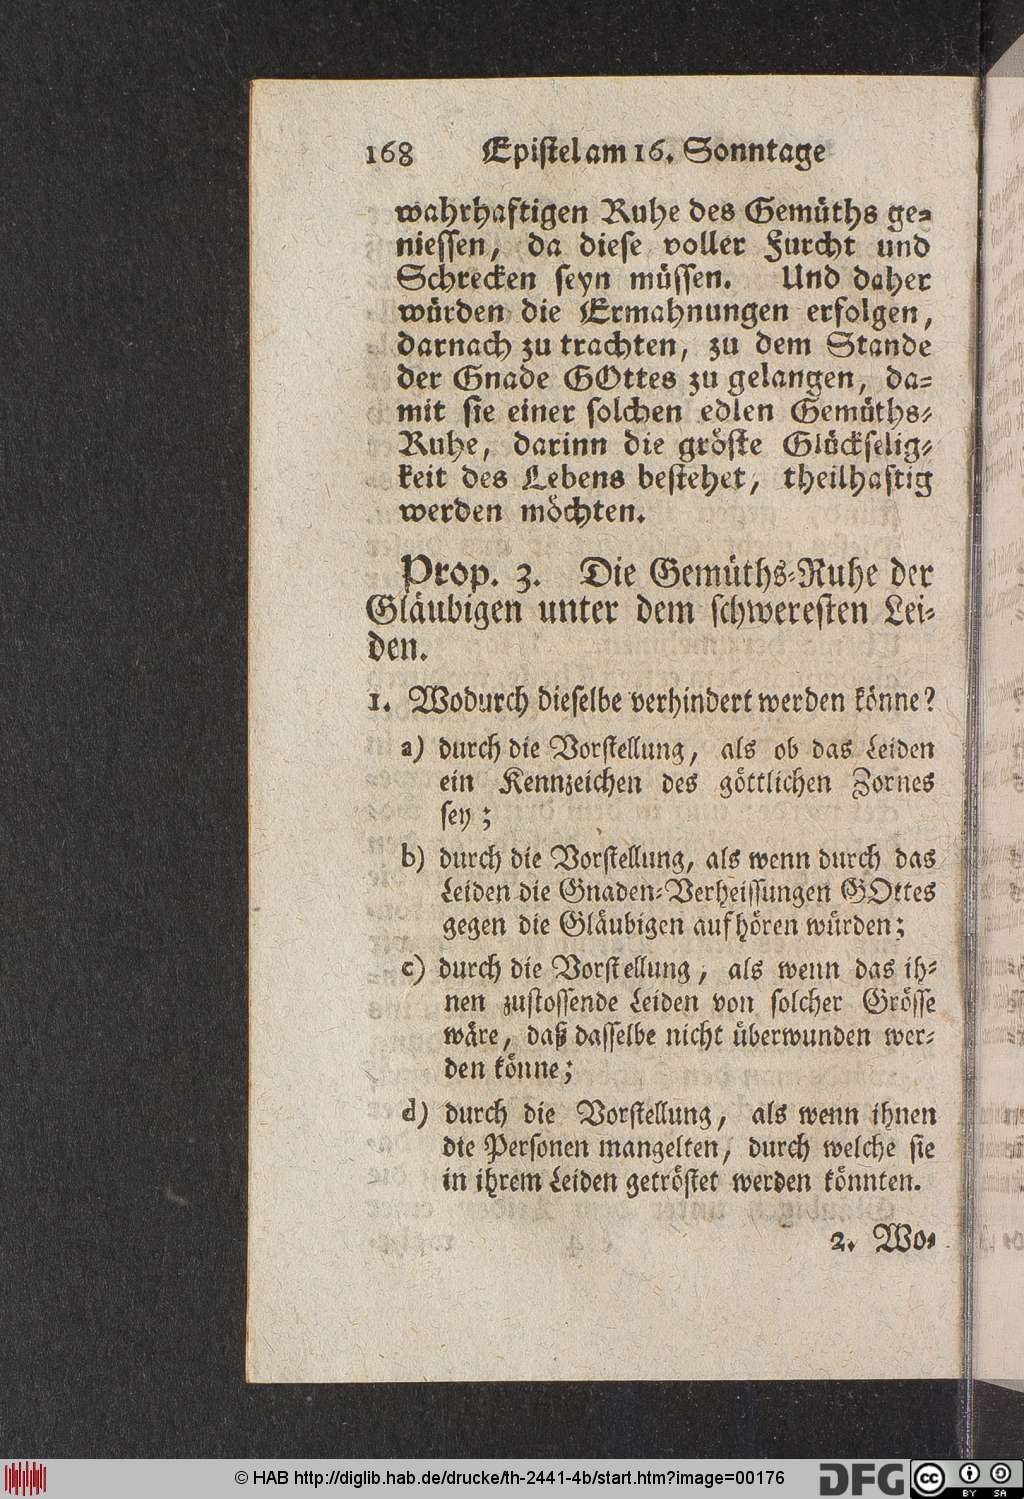 168 Epistel am 16. Sonntage
wahrhaftigen Ruhe des Gemüths ge-
niessen, da diese voller Furcht und
Schrecken seyn müssen. Und daher
würden die Ermahnungen erfolgen,
darnach zu trachten, zu dem Stande
der Gnade GOttes zu gelangen, da-
mit sie einer solchen edlen Gemüths-
Ruhe, darinn die gröste Glückselig-
keit des Lebens bestehet, theilhaftig
werden möchten.
Prop. 3. Die Gemüths-Ruhe der
Gläubigen unter dem schweresten Lei-
den.
1. Wodurch dieselbe verhindert werden könne?
a) durch die Vorstellung, als ob das Leiden
ein Kennzeichen des göttlichen Zornes
sey;
b) durch die Vorstellung, als wenn durch das
Leiden die Gnaden-Verheissungen GOttes
gegen die Gläubigen aufhören würden;
c) durch die Vorstellung, als wenn das ih-
nen zustossende Leiden von solcher Grösse
wäre, daß dasselbe nicht überwunden wer-
den könne;
d) durch die Vorstellung, als wenn ihnen
die Personen mangelten, durch welche sie
in ihrem Leiden getröstet werden könnten.
2. Wo-
© HAB http://diglib.hab.de/drucke/th-2441-4b/start.htm?image=00176
DFG
cc BY SA